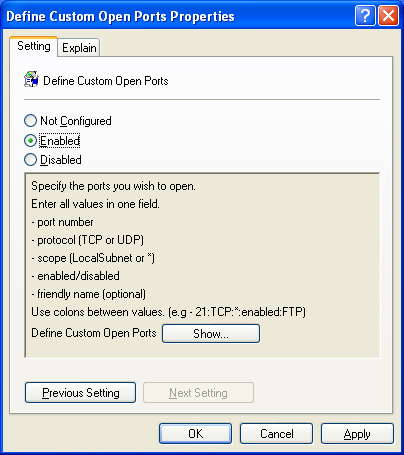 Define Custom Open Ports Properties
Setting
Explain
Define Custom Open Ports
Not Configured
Enabled
Disabled
Specify the ports you wish to open.
Enter all values in one field.
- port number
- protocol (TCP or UDP)
- scope (LocalSubnet or *)
- enabled/disabled
- friendly name (optional)
Use colons between values. (e.g - 21:TCP:*:enabled:FTP)
Define Custom Open Ports Show...
Previous Setting Next Setting
OK Cancel Apply